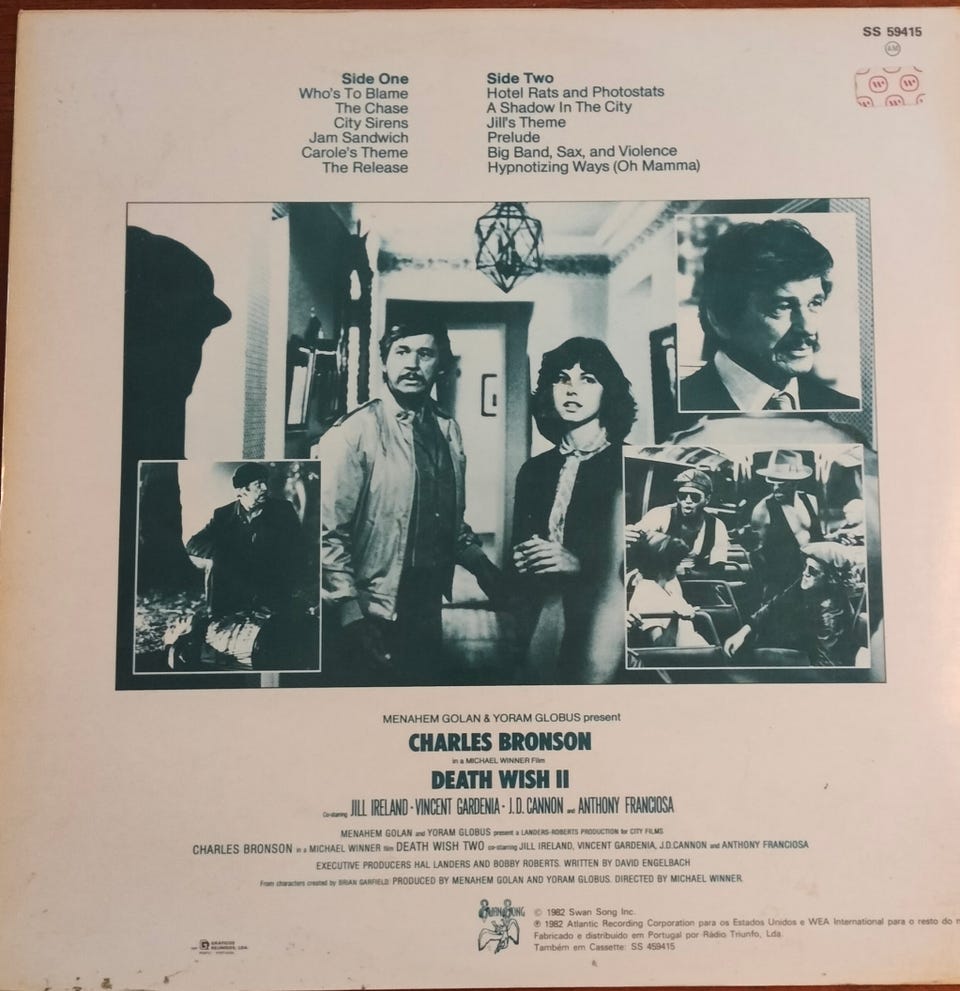 SS 59415
AM
Side One
Who's To Blame
The Chase
City Sirens
Jam Sandwich
Carole's Theme
The Release
Side Two
Hotel Rats and Photostats
A Shadow In The City
Jill's Theme
Prelude
Big Band, Sax, and Violence
Hypnotizing Ways (Oh Mamma)
MENAHEM GOLAN & YORAM GLOBUS present
CHARLES BRONSON
in a MICHAEL WINNER Film
DEATH WISH II
Co-starring JILL IRELAND · VINCENT GARDENIA · J.D. CANNON and ANTHONY FRANCIOSA
MENAHEM GOLAN and YORAM GLOBUS present a LANDERS-ROBERTS PRODUCTION for CITY FILMS
CHARLES BRONSON in a MICHAEL WINNER film DEATH WISH TWO co-starring JILL IRELAND, VINCENT GARDENIA, J.D.CANNON and ANTHONY FRANCIOSA
EXECUTIVE PRODUCERS HAL LANDERS AND BOBBY ROBERTS. WRITTEN BY DAVID ENGELBACH
From characters created by BRIAN GARFIELD. PRODUCED BY MENAHEM GOLAN AND YORAM GLOBUS. DIRECTED BY MICHAEL WINNER.
SWAN SONG
© 1982 Swan Song Inc.
℗ 1982 Atlantic Recording Corporation para os Estados Unidos e WEA International para o resto do
Fabricado e distribuido em Portugal por Rádio Triunfo, Lda.
Também em Cassette: SS 459415
GRÁFICOS
REUNIDOS, LDA.